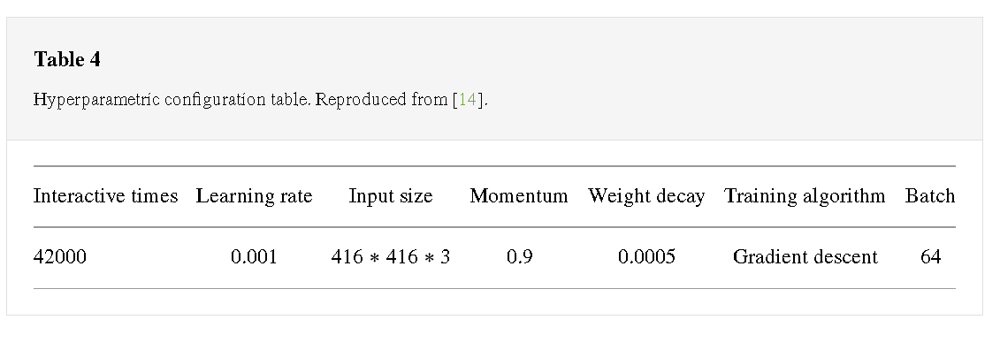 Table 4
Hyperparametric configuration table. Reproduced from [14].
Interactive times Learning rate Input size Momentum Weight decay Training algorithm Batch
42000 0.001 416 ∗ 416 ∗ 3 0.9 0.0005 Gradient descent 64